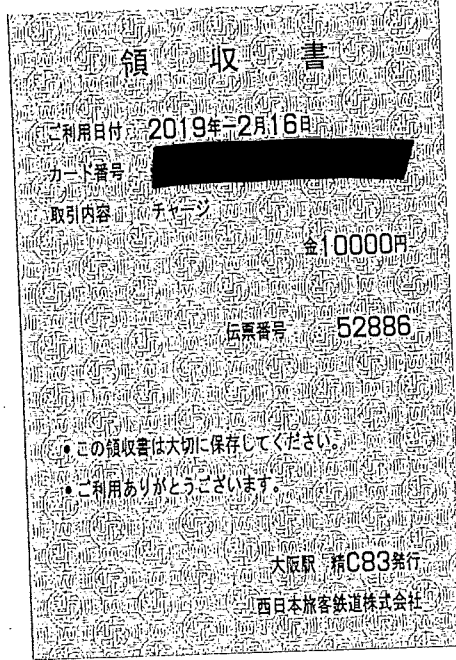 領 収 書
ご利用日付 2019年-2月16日
カード番号
取引内容 チャージ
金10000円
伝票番号 52886
・この領収書は大切に保存してください。
・ご利用ありがとうございます。
大阪駅 精C83発行
西日本旅客鉄道株式会社